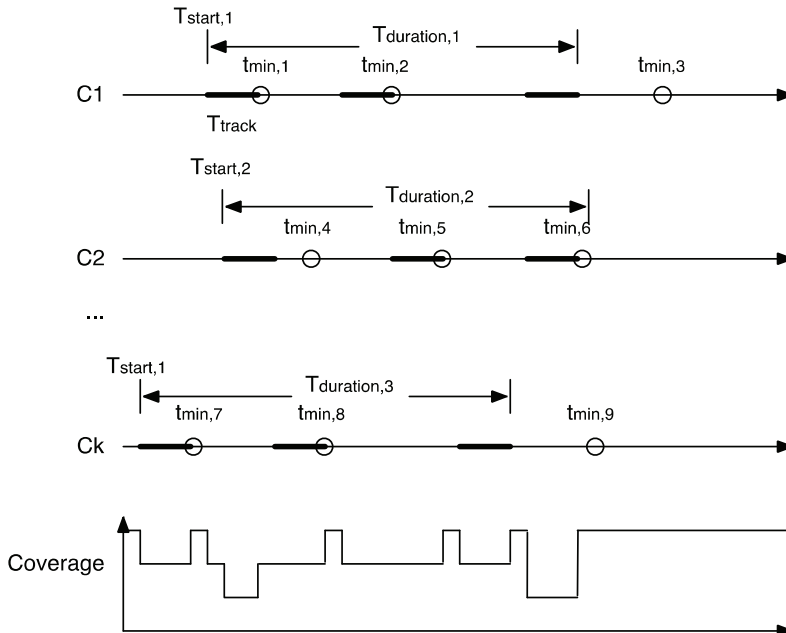 Tstart,1
Tduration,1
tmin,1 tmin,2 tmin,3
C1
Ttrack
Tstart,2
Tduration,2
tmin,4 tmin,5 tmin,6
C2
...
Tstart,1
Tduration,3
tmin,7 tmin,8 tmin,9
Ck
Coverage